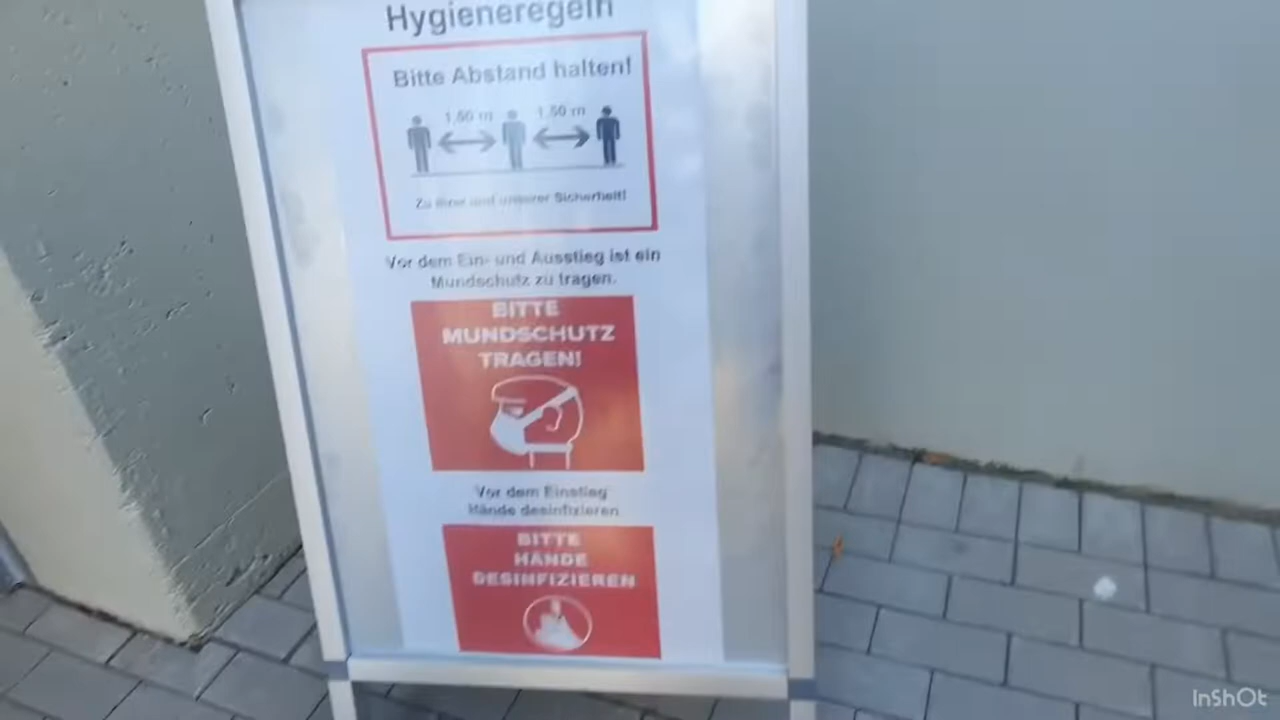 Hygieneregeln
Bitte Abstand halten!
1,50 m 1,50 m
Zu Ihrer und unserer Sicherheit!
Vor dem Ein- und Ausstieg ist ein
Mundschutz zu tragen.
BITTE
MUNDSCHUTZ
TRAGEN!
Vor dem Einstieg
Hände desinfizieren
BITTE
HÄNDE
DESINFIZIEREN
InShOt